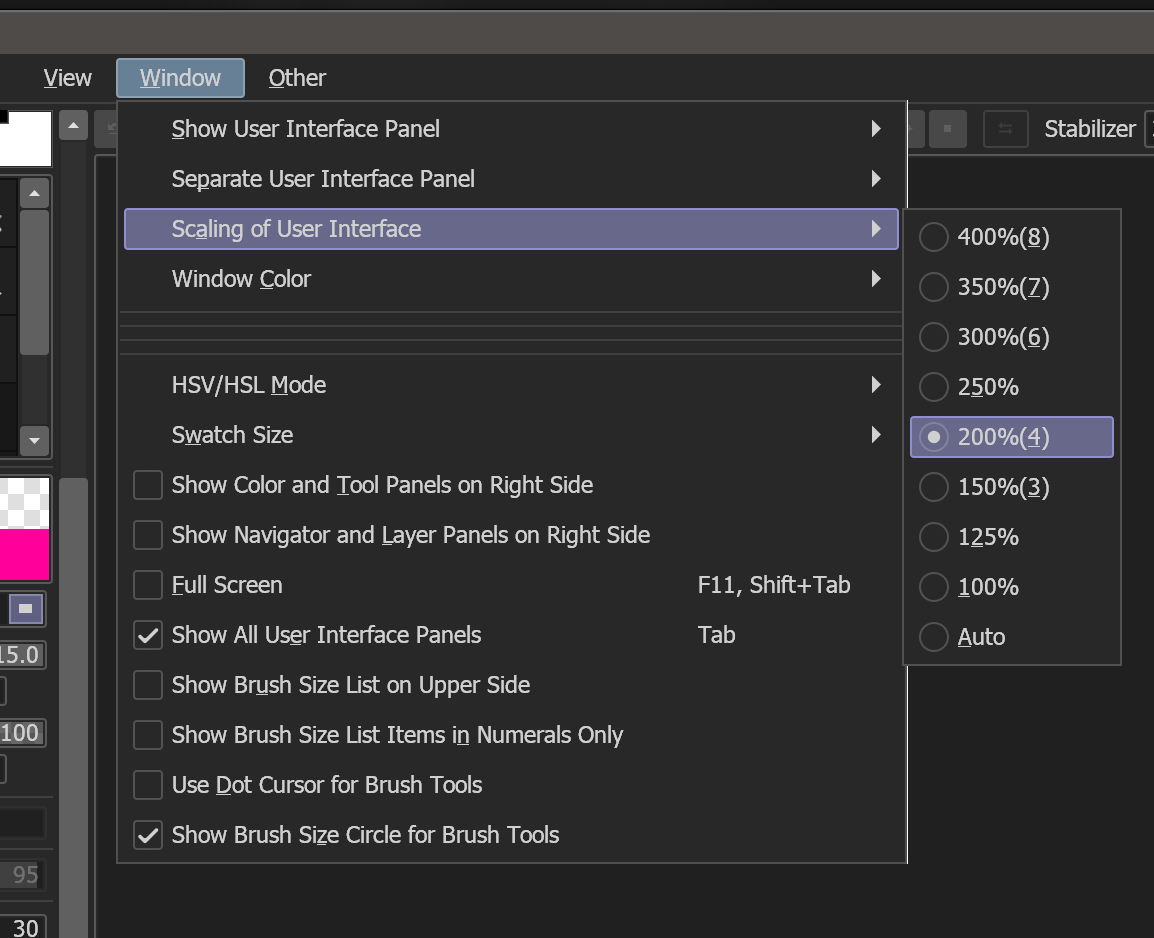 View Window Other
Stabilizer
Show User Interface Panel
Separate User Interface Panel
Scaling of User Interface
Window Color
HSV/HSL Mode
Swatch Size
Show Color and Tool Panels on Right Side
Show Navigator and Layer Panels on Right Side
Full Screen F11, Shift+Tab
Show All User Interface Panels Tab
Show Brush Size List on Upper Side
Show Brush Size List Items in Numerals Only
Use Dot Cursor for Brush Tools
Show Brush Size Circle for Brush Tools
400%(8)
350%(7)
300%(6)
250%
200%(4)
150%(3)
125%
100%
Auto
15.0
100
95
30